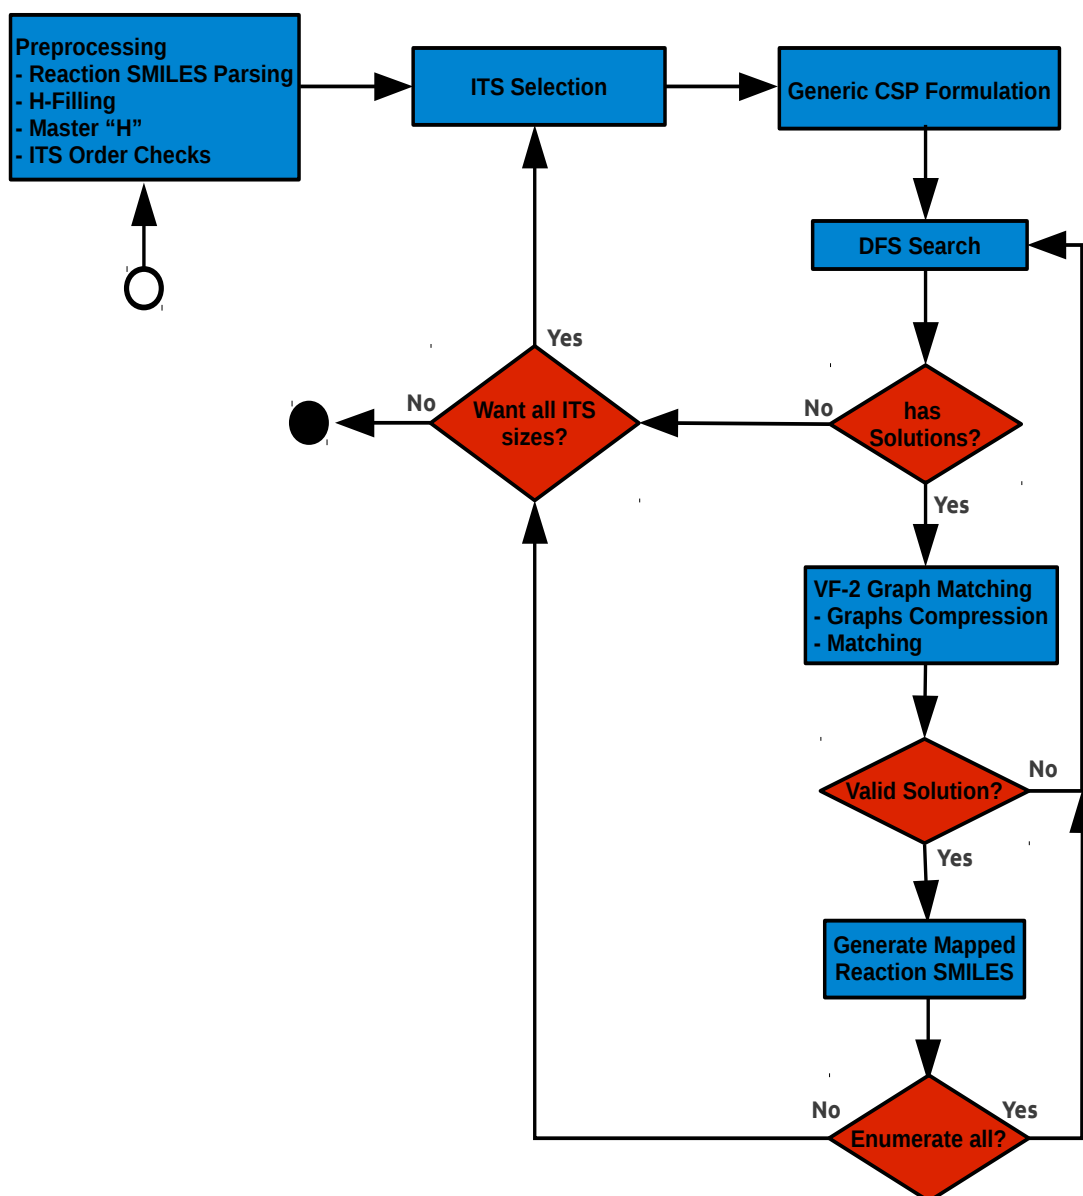 Preprocessing
- Reaction SMILES Parsing
- H-Filling
- Master “H”
- ITS Order Checks
ITS Selection
Generic CSP Formulation
DFS Search
Yes
No
Want all ITS
sizes?
No
has
Solutions?
Yes
VF-2 Graph Matching
- Graphs Compression
- Matching
Valid Solution?
No
Yes
Generate Mapped
Reaction SMILES
No
Yes
Enumerate all?